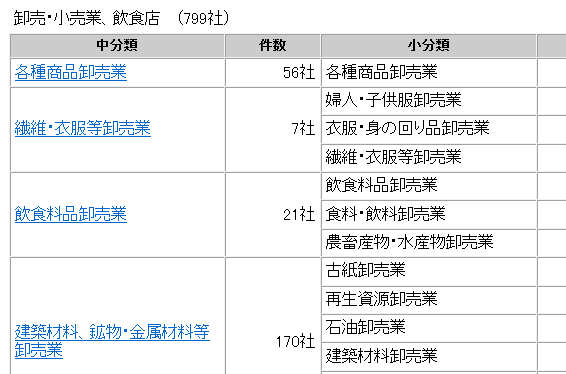 卸売・小売業、飲食店　（799社）
中分類　件数　小分類
各種商品卸売業　56社　各種商品卸売業
婦人・子供服卸売業
繊維・衣服等卸売業　7社　衣服・身の回り品卸売業
繊維・衣服等卸売業
飲食料品卸売業
飲食料品卸売業　21社　食料・飲料卸売業
農畜産物・水産物卸売業
古紙卸売業
再生資源卸売業
建築材料、鉱物・金属材料等
卸売業　170社　石油卸売業
建築材料卸売業